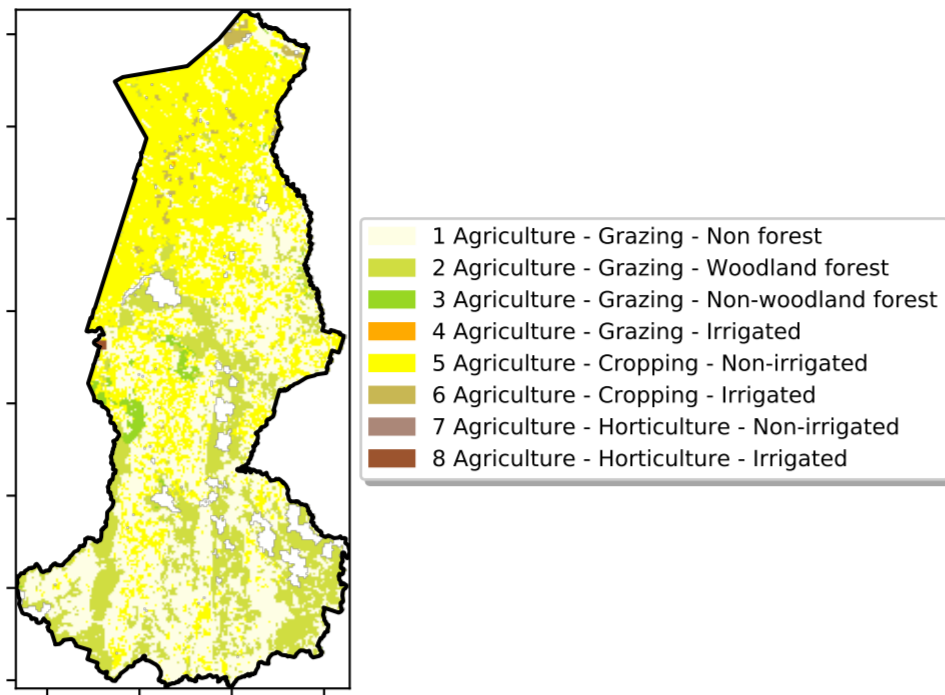 1 Agriculture - Grazing - Non forest
2 Agriculture - Grazing - Woodland forest
3 Agriculture - Grazing - Non-woodland forest
4 Agriculture - Grazing - Irrigated
5 Agriculture - Cropping - Non-irrigated
6 Agriculture - Cropping - Irrigated
7 Agriculture - Horticulture - Non-irrigated
8 Agriculture - Horticulture - Irrigated